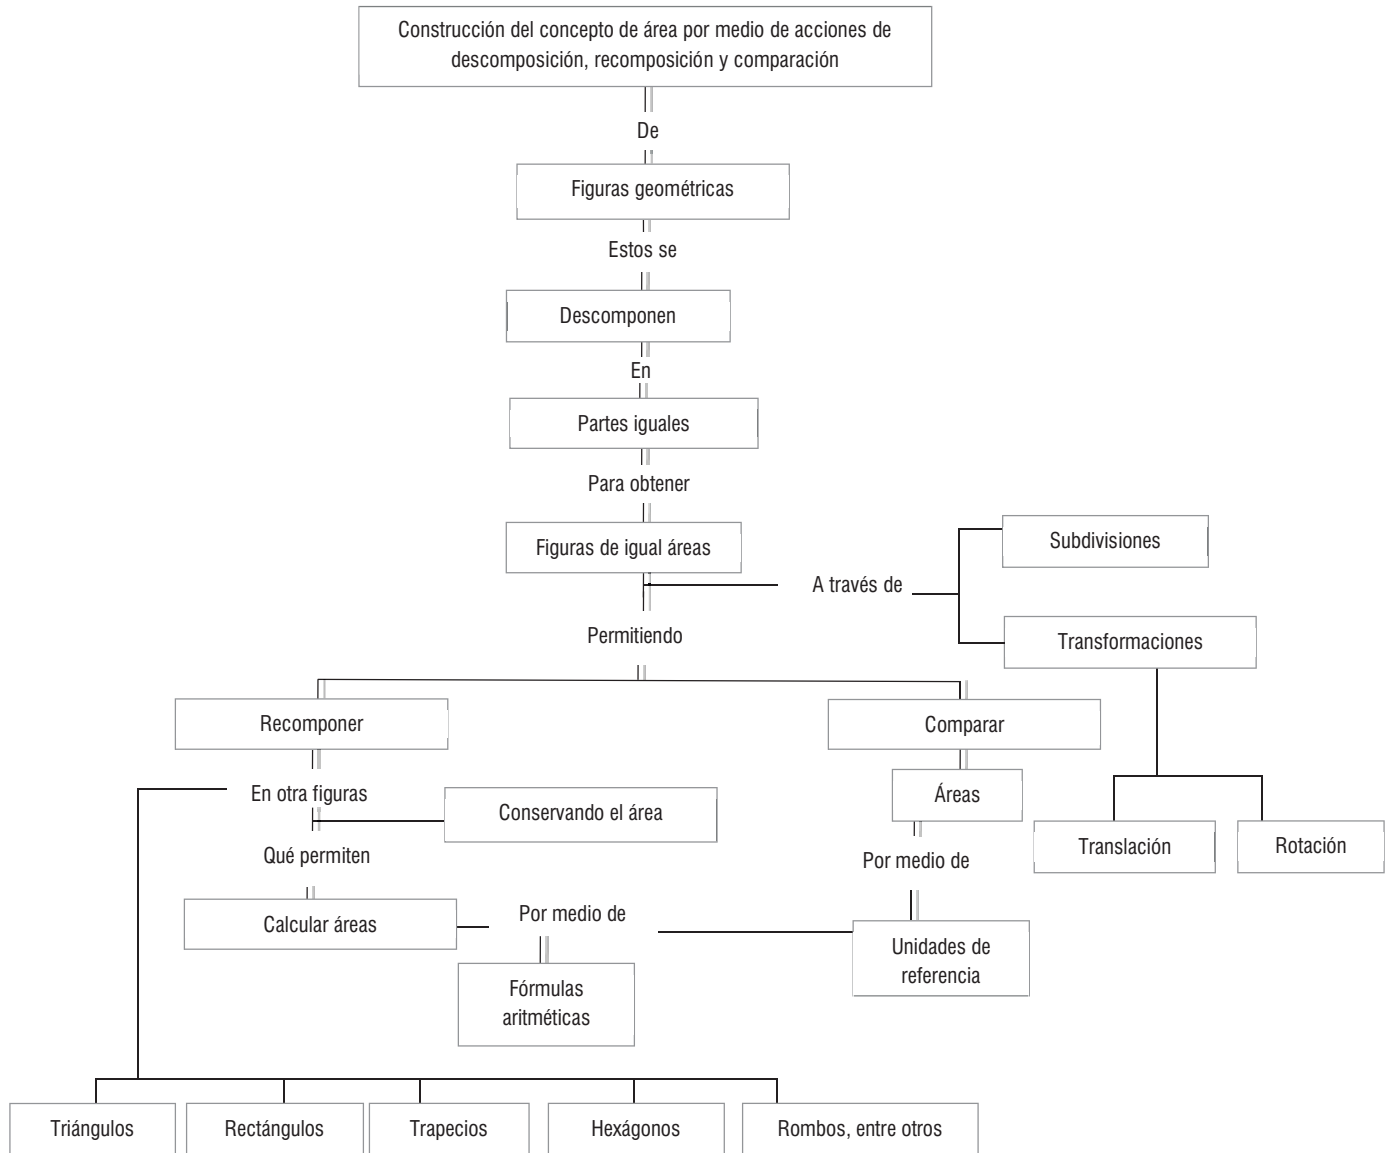 Construcción del concepto de área por medio de acciones de
descomposición, recomposición y comparación
De
Figuras geométricas
Estos se
Descomponen
En
Partes iguales
Para obtener
Figuras de igual áreas
A través de
Subdivisiones
Transformaciones
Permitiendo
Recomponer
Comparar
En otra figuras
Conservando el área
Áreas
Translación
Rotación
Qué permiten
Por medio de
Calcular áreas
Por medio de
Unidades de
referencia
Fórmulas
aritméticas
Triángulos
Rectángulos
Trapecios
Hexágonos
Rombos, entre otros